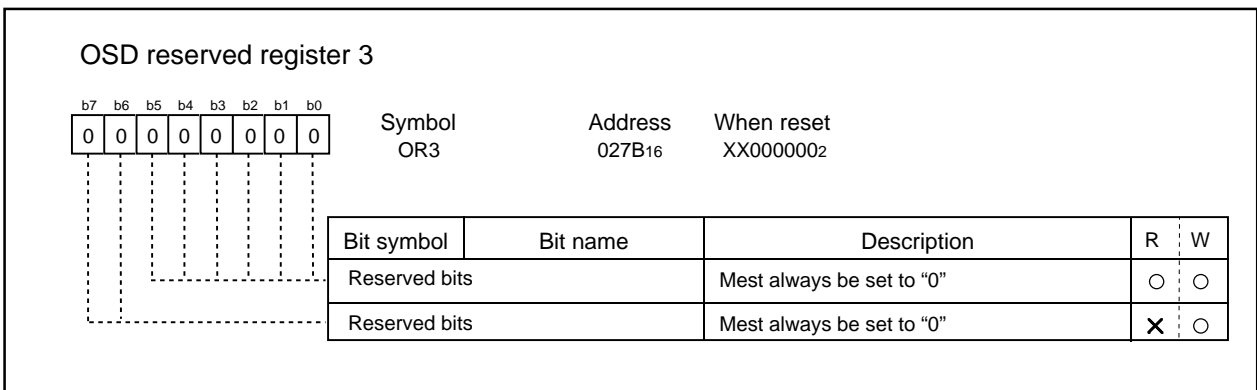 OSD reserved register 3
b7 b6 b5 b4 b3 b2 b1 b0
0 0 0 0 0 0 0 0
Symbol Address When reset
OR3 027B16 XX0000002
Bit symbol Bit name Description R W
Reserved bits Mest always be set to “0” ○ ○
Reserved bits Mest always be set to “0” ✕ ○